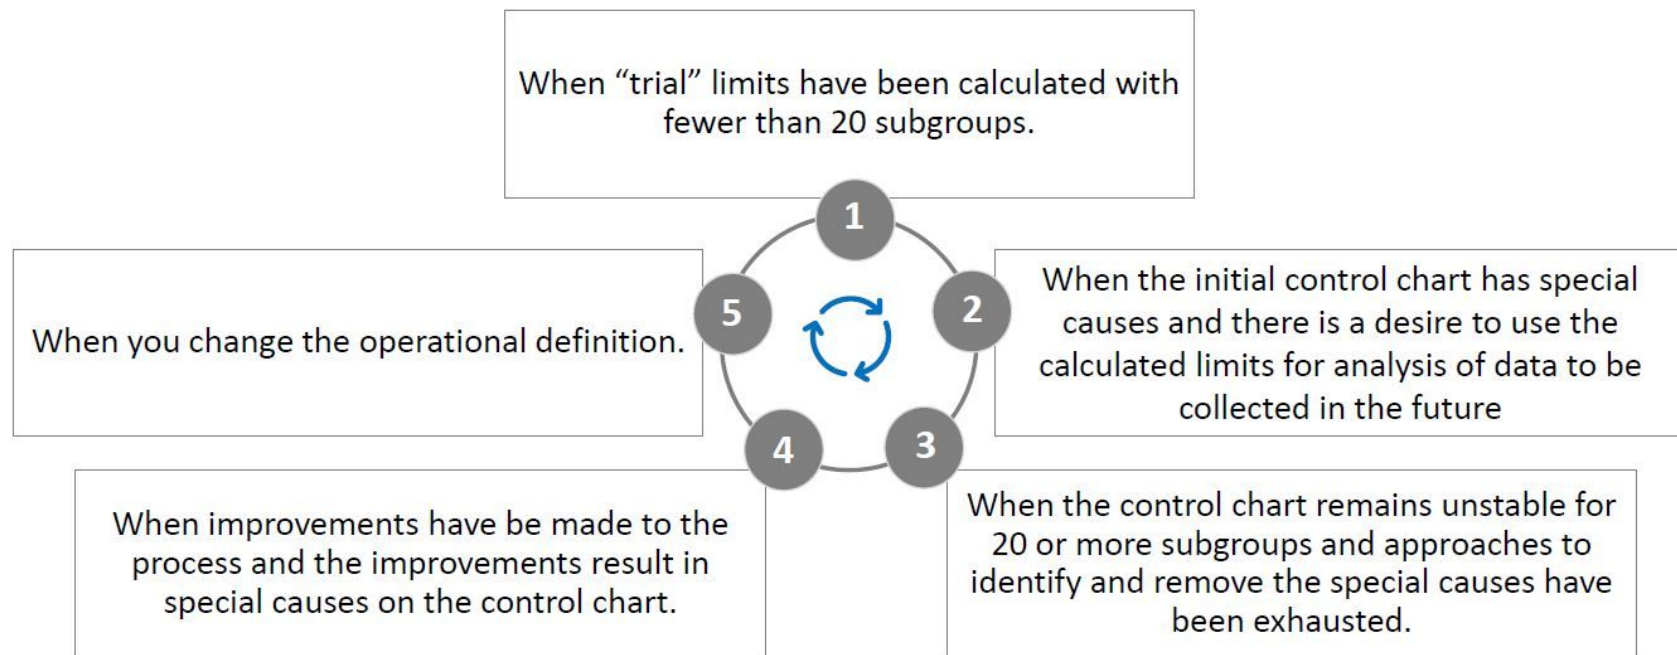 When “trial” limits have been calculated with
fewer than 20 subgroups.
1
2
When the initial control chart has special
causes and there is a desire to use the
calculated limits for analysis of data to be
collected in the future
3
When the control chart remains unstable for
20 or more subgroups and approaches to
identify and remove the special causes have
been exhausted.
4
When improvements have be made to the
process and the improvements result in
special causes on the control chart.
5
When you change the operational definition.